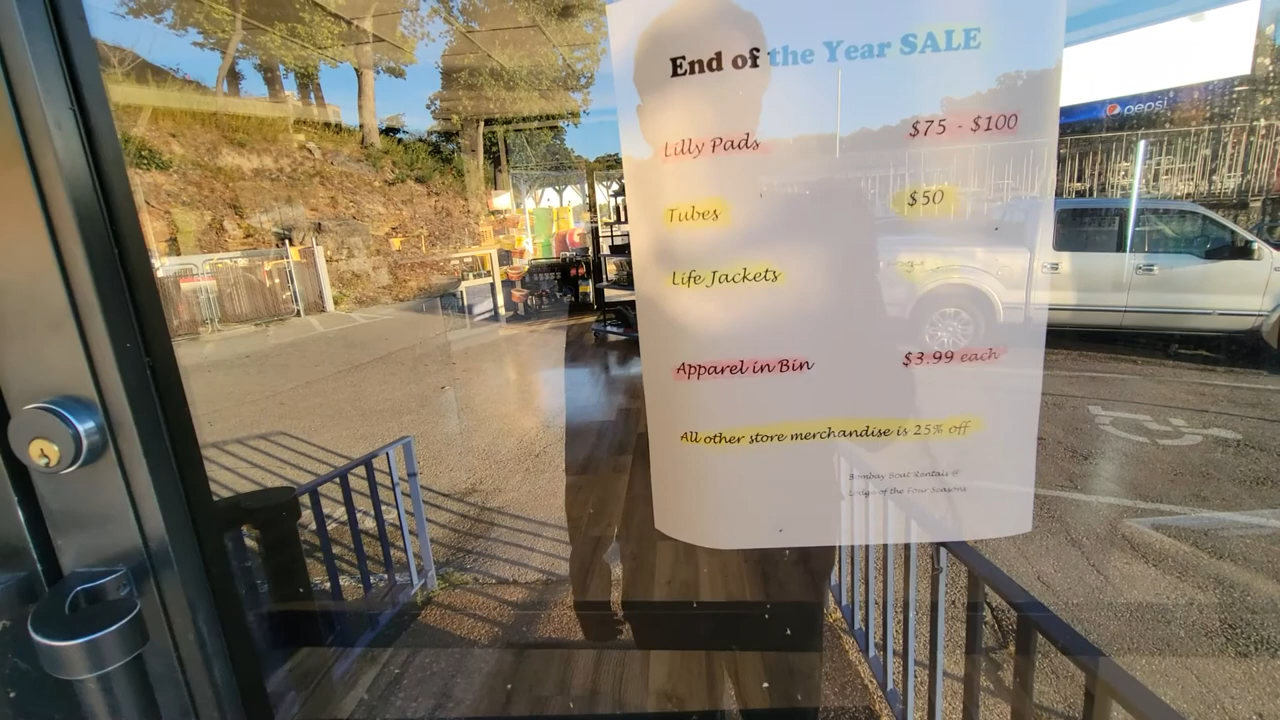 End of the Year SALE
Lilly Pads $75 - $100
Tubes $50
Life Jackets
Apparel in Bin $3.99 each
All other store merchandise is 25% off
Bombay Boat Rentals @
Lodge of the Four Seasons
pepsi